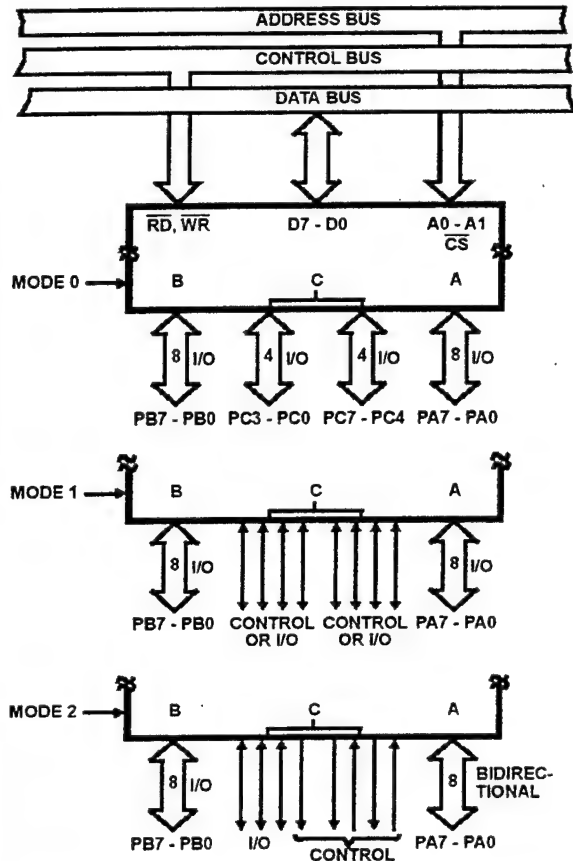 ADDRESS BUS
CONTROL BUS
DATA BUS
RD, WR D7 - D0 A0 - A1
CS
MODE 0 B C A
8 I/O 4 I/O 4 I/O 8 I/O
PB7 - PB0 PC3 - PC0 PC7 - PC4 PA7 - PA0
MODE 1 B C A
8 I/O 8 I/O
PB7 - PB0 CONTROL OR I/O CONTROL OR I/O PA7 - PA0
MODE 2 B C A
8 I/O 8 BIDIREC-
TIONAL
PB7 - PB0 I/O CONTROL PA7 - PA0